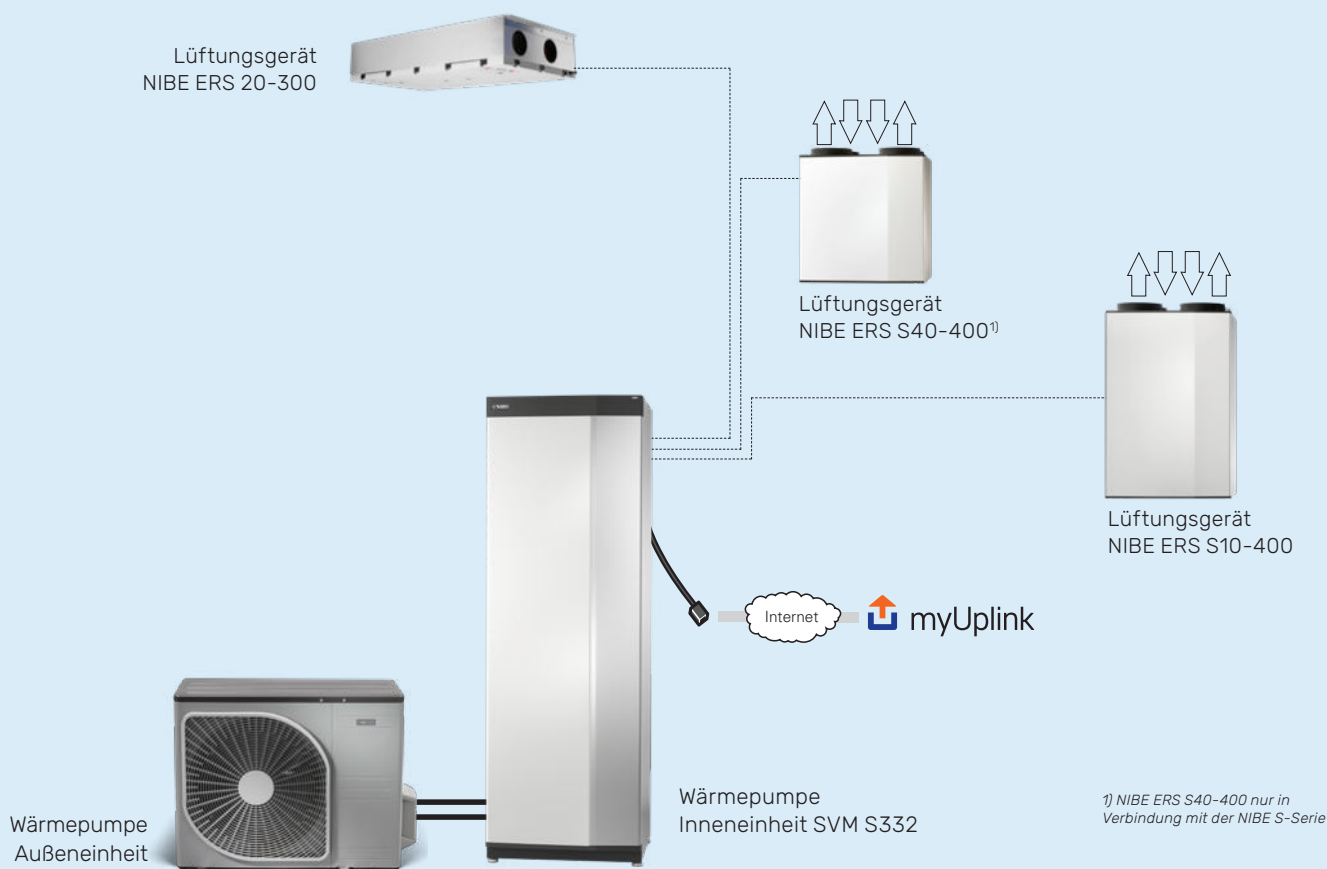 Lüftungsgerät
NIBE ERS 20-300
Lüftungsgerät
NIBE ERS S40-400¹⁾
Lüftungsgerät
NIBE ERS S10-400
Internet
myUplink
Wärmepumpe
Inneneinheit SVM S332
Wärmepumpe
Außeneinheit
1) NIBE ERS S40-400 nur in
Verbindung mit der NIBE S-Serie